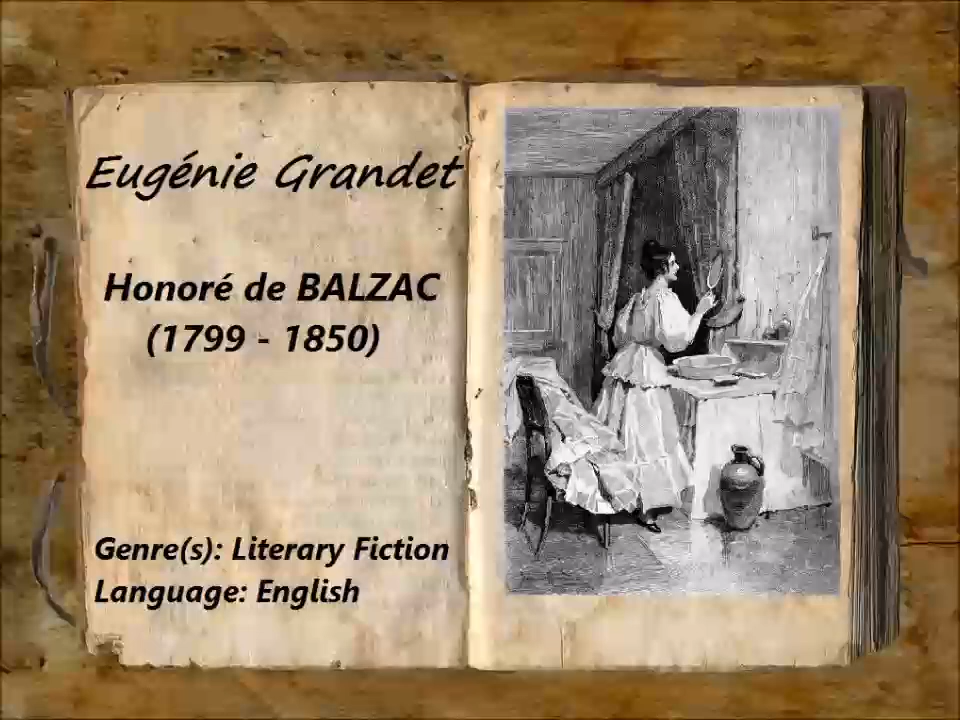 Eugénie Grandet
Honoré de BALZAC
(1799 - 1850)
Genre(s): Literary Fiction
Language: English